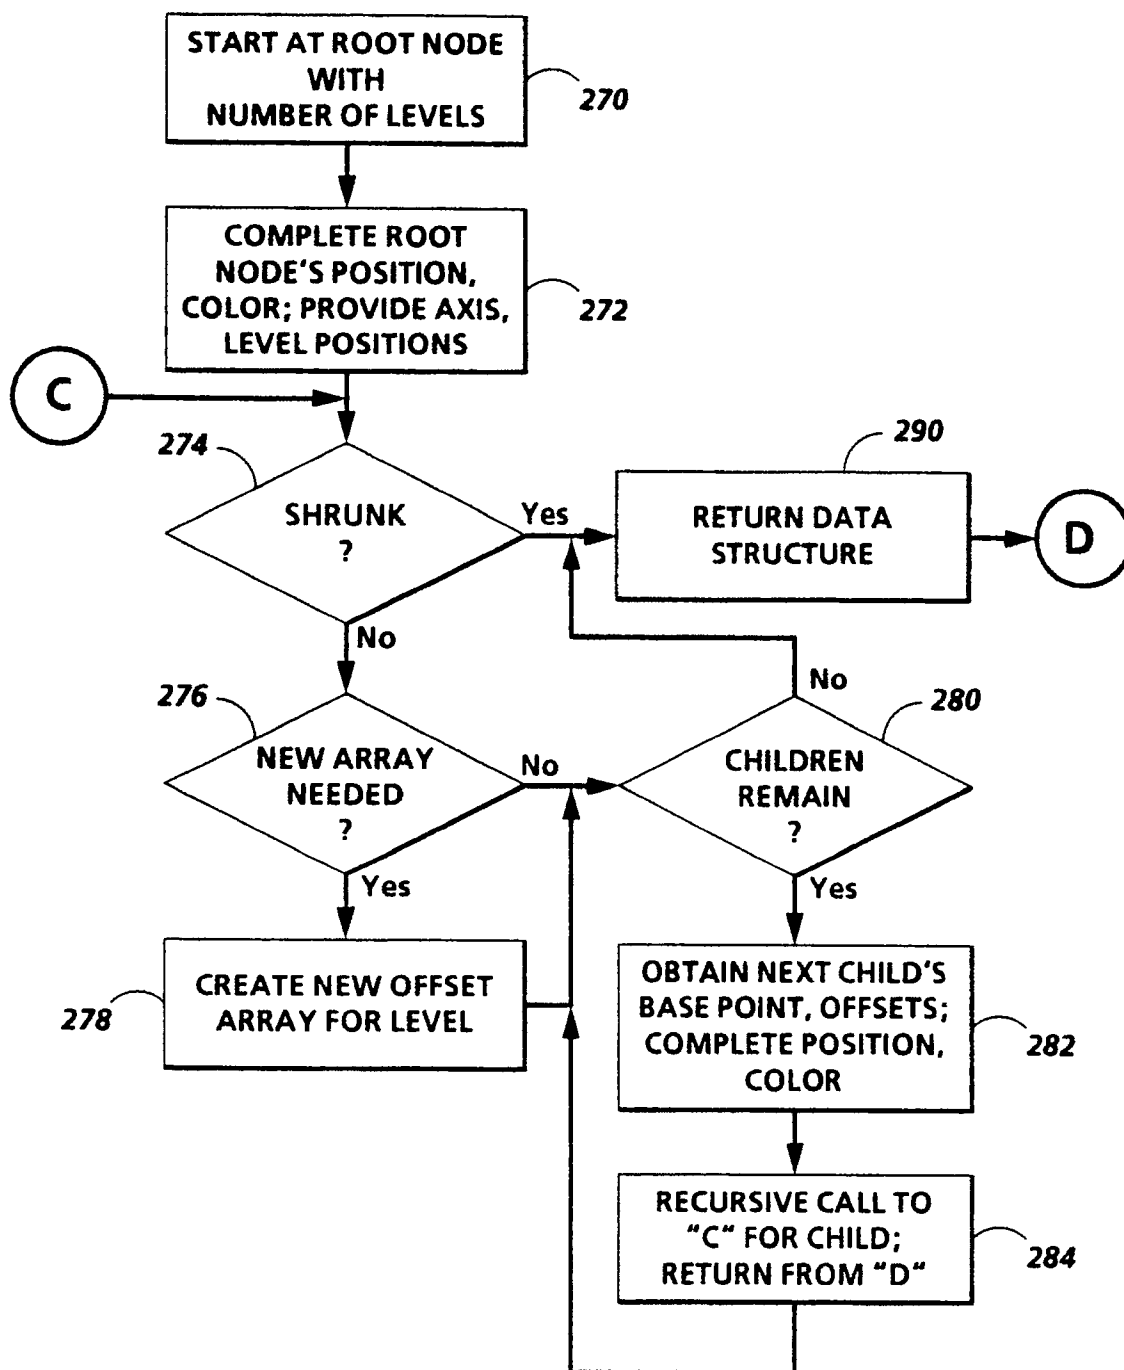 START AT ROOT NODE
WITH
NUMBER OF LEVELS
270
COMPLETE ROOT
NODE'S POSITION,
COLOR; PROVIDE AXIS,
LEVEL POSITIONS
272
C
274
SHRUNK
?
Yes
No
290
RETURN DATA
STRUCTURE
D
276
NEW ARRAY
NEEDED
?
No
Yes
280
CHILDREN
REMAIN
?
No
Yes
278
CREATE NEW OFFSET
ARRAY FOR LEVEL
OBTAIN NEXT CHILD'S
BASE POINT, OFFSETS;
COMPLETE POSITION,
COLOR
282
RECURSIVE CALL TO
"C" FOR CHILD;
RETURN FROM "D"
284